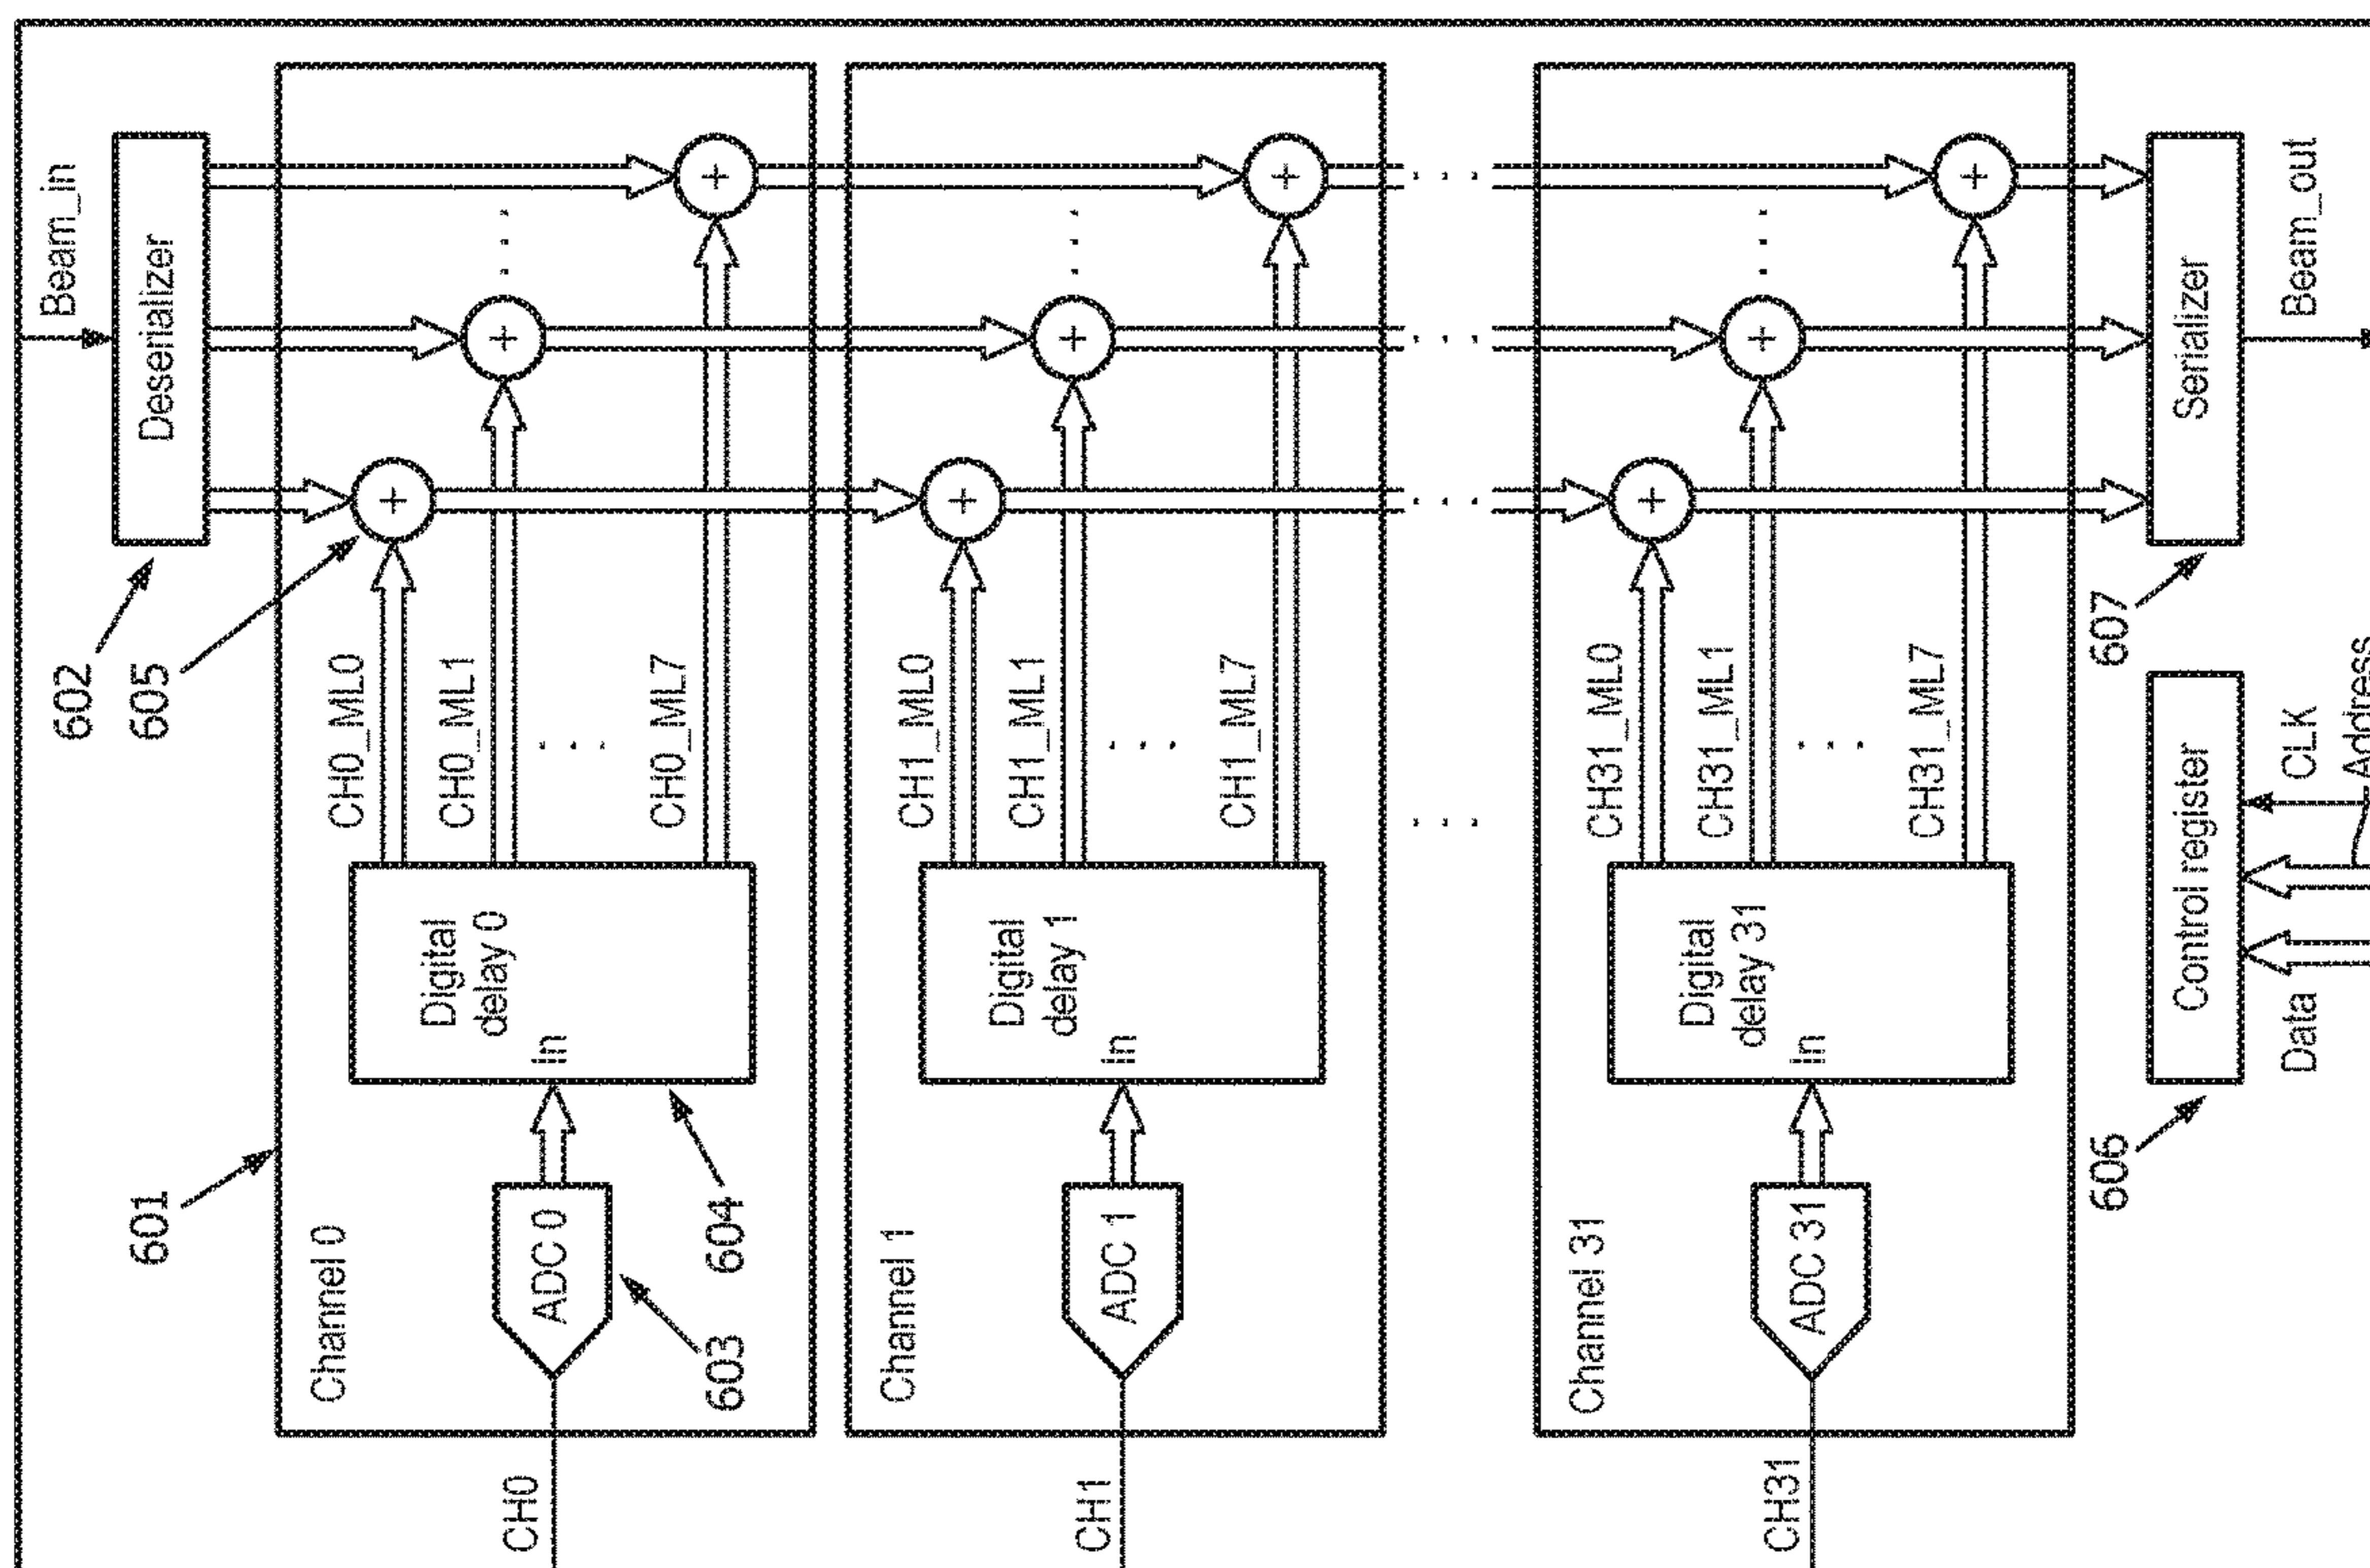 Beam_in
Deserializer
602
605
601
Channel 0
CH0
ADC 0
603
604
Digital
delay 0
In
CH0_ML0
CH0_ML1
. . .
CH0_ML7
+
+
. . .
+
Channel 1
CH1
ADC 1
Digital
delay 1
In
CH1_ML0
CH1_ML1
. . .
CH1_ML7
+
+
. . .
+
. . .
. . .
. . .
. . .
Channel 31
CH31
ADC 31
Digital
delay 31
In
CH31_ML0
CH31_ML1
. . .
CH31_ML7
+
+
. . .
+
606
Control register
Data
CLK
Address
607
Serializer
Beam_out